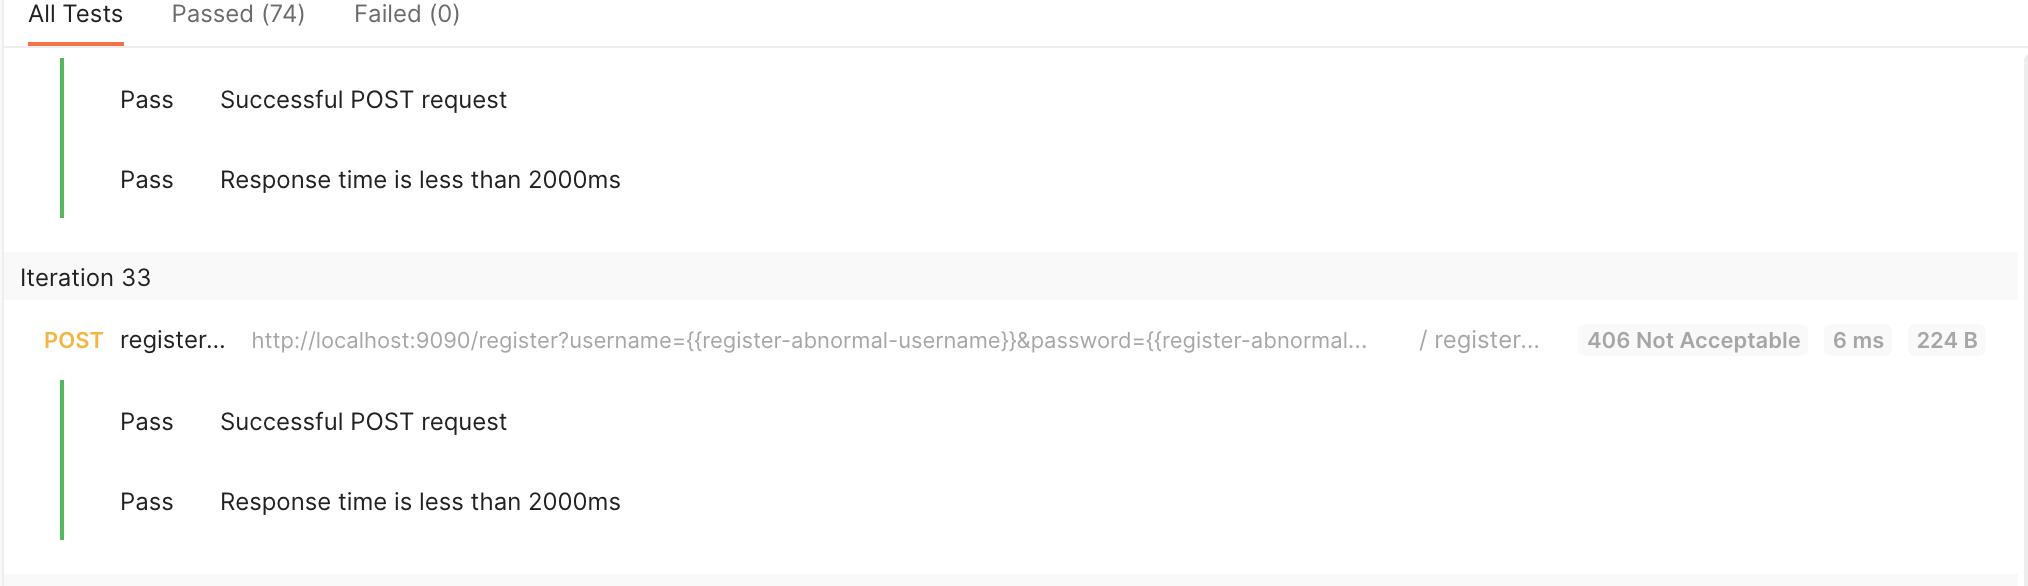 All Tests Passed (74) Failed (0)
Pass Successful POST request
Pass Response time is less than 2000ms
Iteration 33
POST register... http://localhost:9090/register?username={{register-abnormal-username}}&password={{register-abnormal... / register... 406 Not Acceptable 6 ms 224 B
Pass Successful POST request
Pass Response time is less than 2000ms